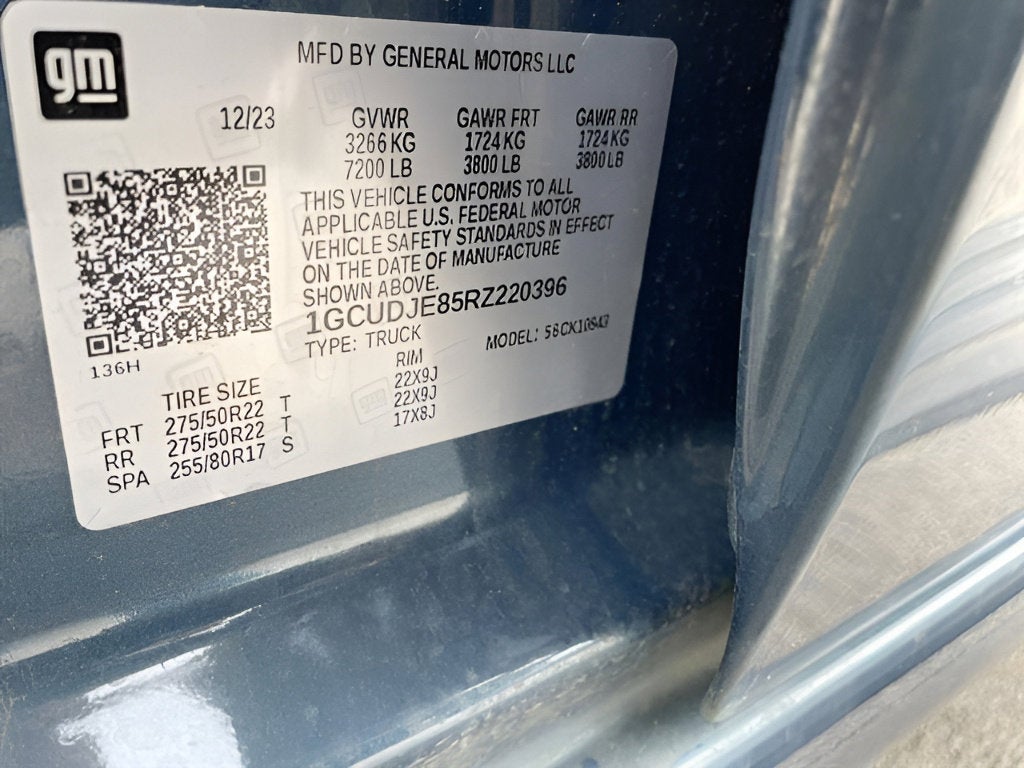 gm
MFD BY GENERAL MOTORS LLC
12/23 GVWR GAWR FRT GAWR RR
3266 KG 1724 KG 1724 KG
7200 LB 3800 LB 3800 LB
THIS VEHICLE CONFORMS TO ALL
APPLICABLE U.S. FEDERAL MOTOR
VEHICLE SAFETY STANDARDS IN EFFECT
ON THE DATE OF MANUFACTURE
SHOWN ABOVE.
1GCUDJE85RZ220396
TYPE: TRUCK MODEL:
136H
TIRE SIZE RIM
FRT 275/50R22 T 22X9J
RR 275/50R22 T 22X9J
SPA 255/80R17 S 17X8J